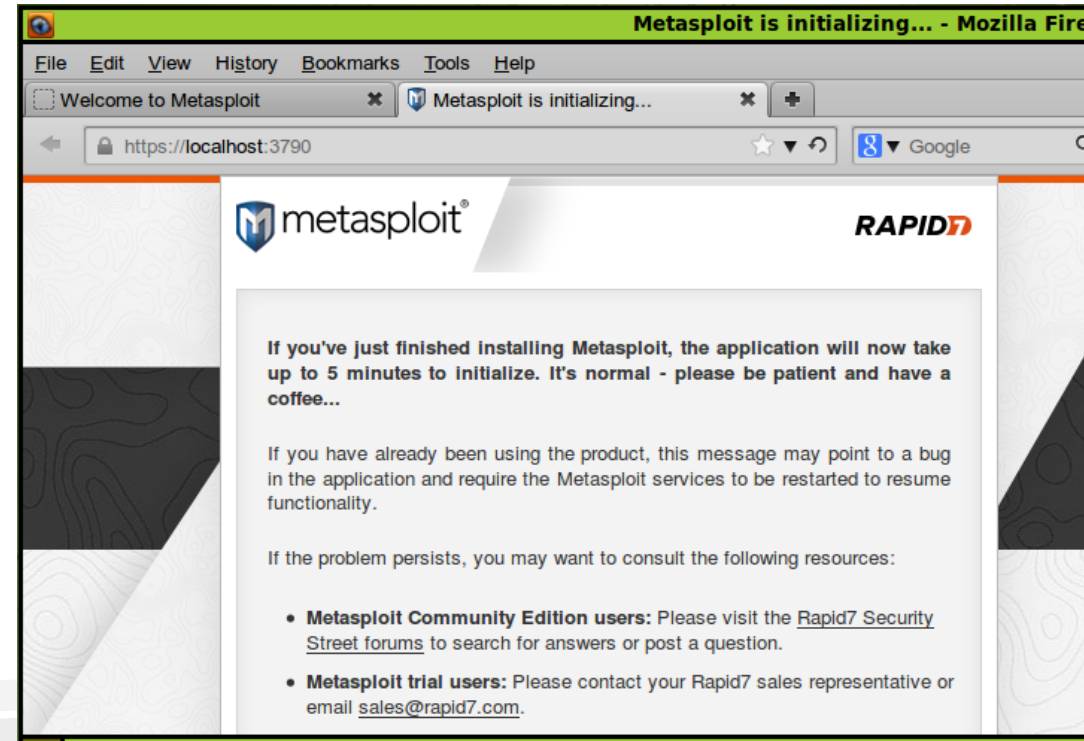 Metasploit is initializing... - Mozilla Fire
File Edit View History Bookmarks Tools Help
Welcome to Metasploit
Metasploit is initializing...
https://localhost:3790
Google
metasploit®
RAPID7
If you've just finished installing Metasploit, the application will now take
up to 5 minutes to initialize. It's normal - please be patient and have a
coffee...
If you have already been using the product, this message may point to a bug
in the application and require the Metasploit services to be restarted to resume
functionality.
If the problem persists, you may want to consult the following resources:
• Metasploit Community Edition users: Please visit the Rapid7 Security
Street forums to search for answers or post a question.
• Metasploit trial users: Please contact your Rapid7 sales representative or
email sales@rapid7.com.